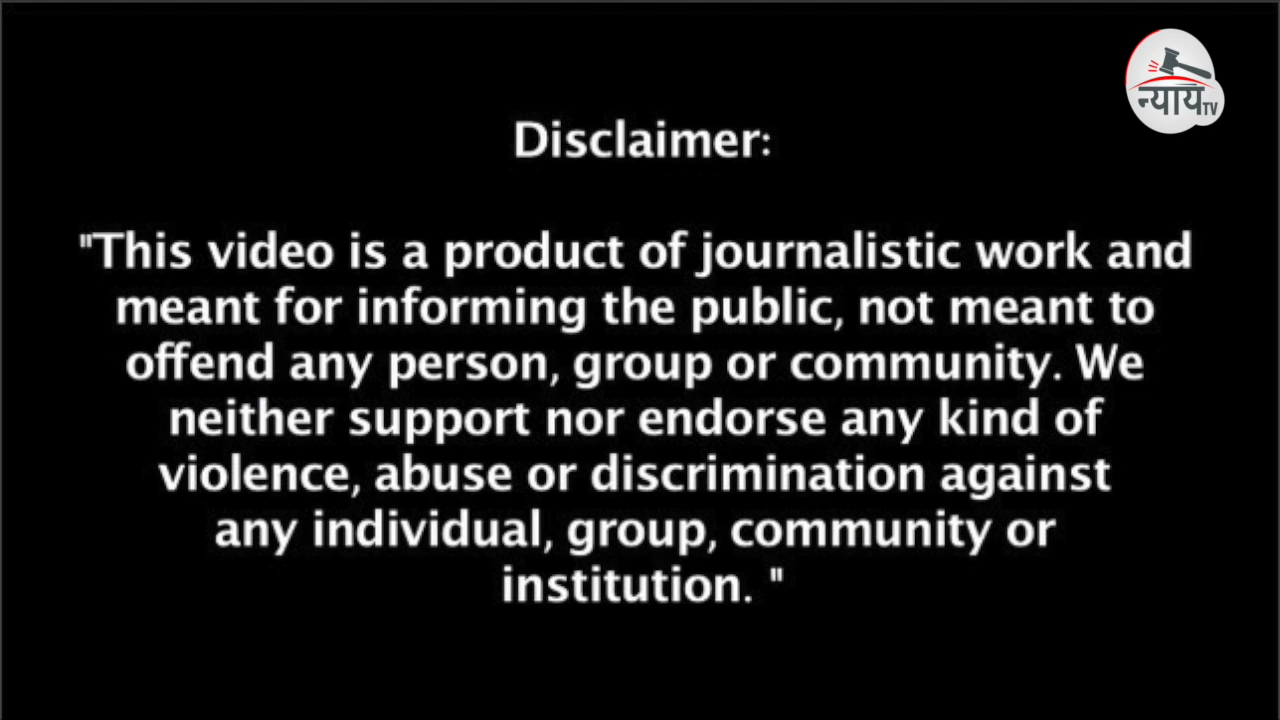 न्याय TV
Disclaimer:
"This video is a product of journalistic work and
meant for informing the public, not meant to
offend any person, group or community. We
neither support nor endorse any kind of
violence, abuse or discrimination against
any individual, group, community or
institution. "